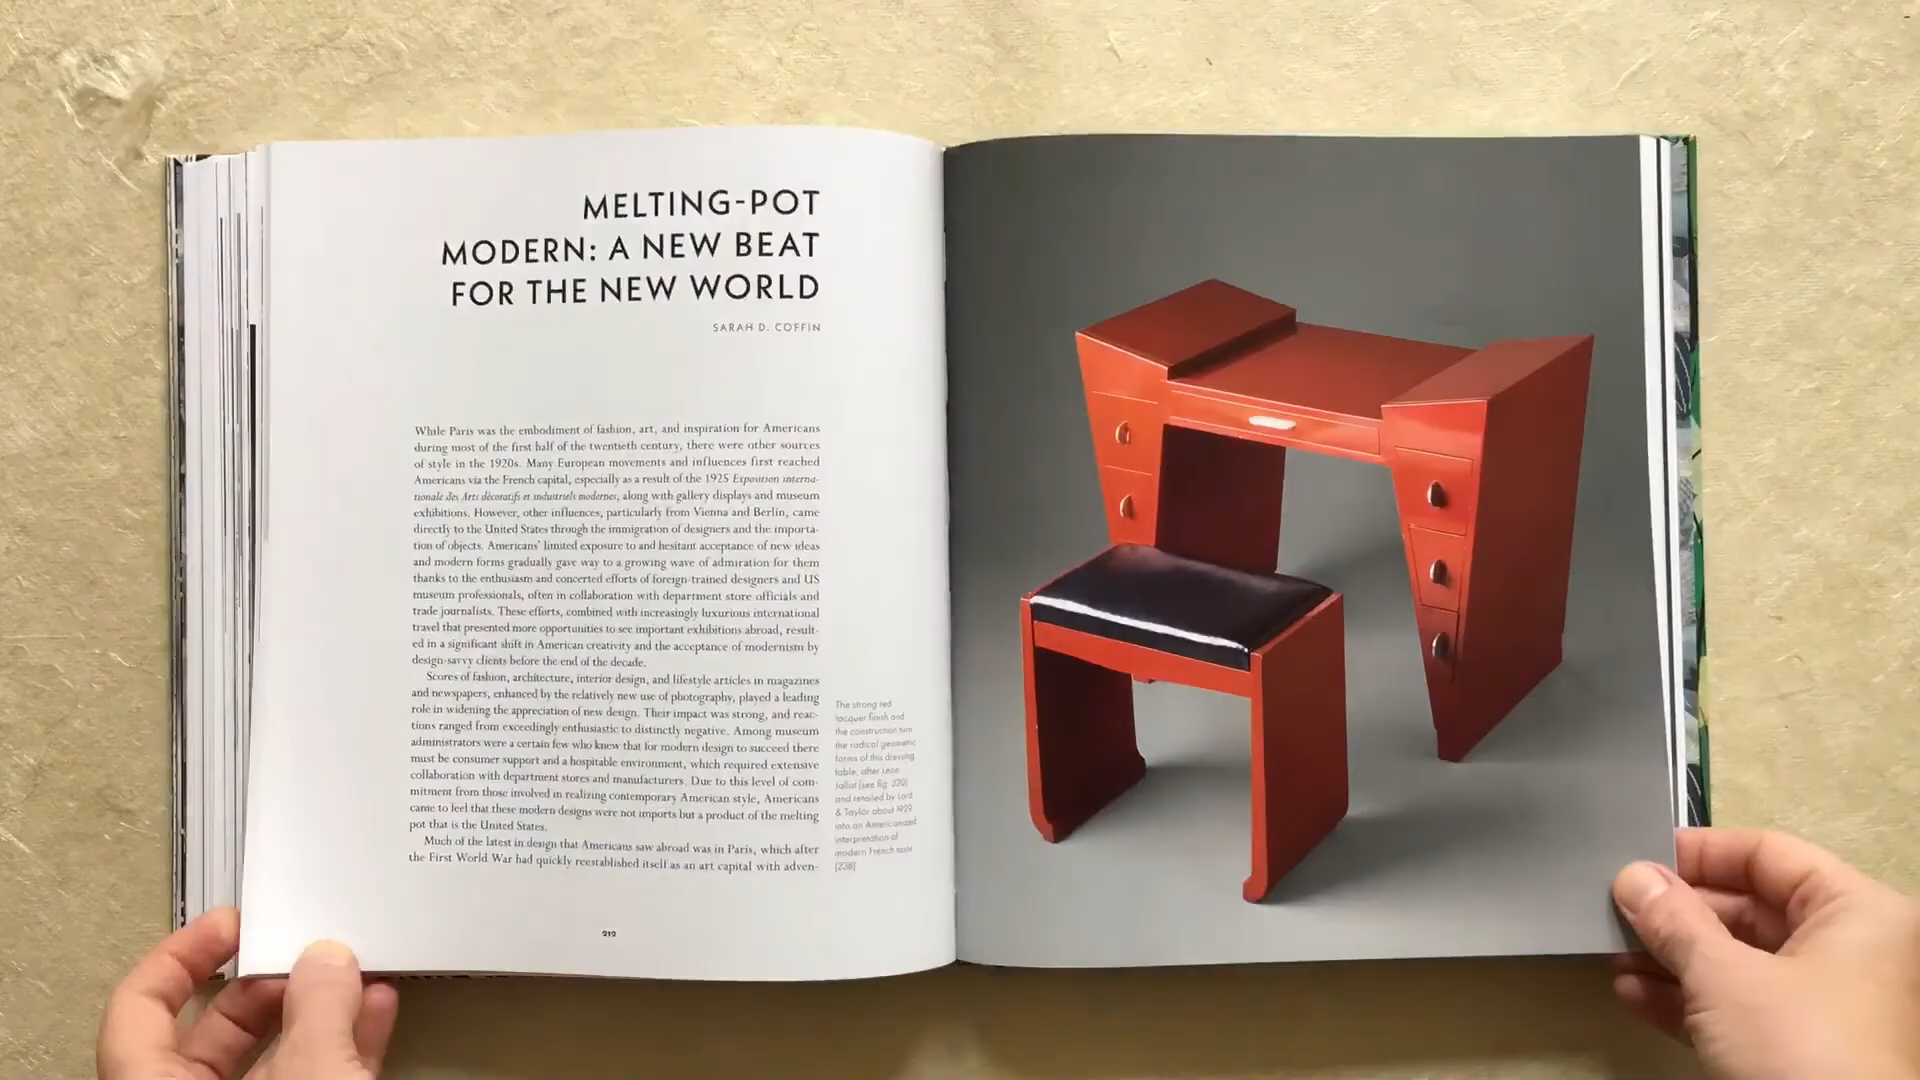 MELTING-POT
MODERN: A NEW BEAT
FOR THE NEW WORLD
SARAH D. COFFIN
While Paris was the embodiment of fashion, art, and inspiration for Americans
during most of the first half of the twentieth century, there were other sources
of style in the 1920s. Many European movements and influences first reached
Americans via the French capital, especially as a result of the 1925 Exposition interna-
tionale des Arts décoratifs et industriels modernes, along with gallery displays and museum
exhibitions. However, other influences, particularly from Vienna and Berlin, came
directly to the United States through the immigration of designers and the importa-
tion of objects. Americans' limited exposure to and hesitant acceptance of new ideas
and modern forms gradually gave way to a growing wave of admiration for them
thanks to the enthusiasm and concerted efforts of foreign-trained designers and US
museum professionals, often in collaboration with department store officials and
trade journalists. These efforts, combined with increasingly luxurious international
travel that presented more opportunities to see important exhibitions abroad, result-
ed in a significant shift in American creativity and the acceptance of modernism by
design-savvy clients before the end of the decade.
Scores of fashion, architecture, interior design, and lifestyle articles in magazines
and newspapers, enhanced by the relatively new use of photography, played a leading
role in widening the appreciation of new design. Their impact was strong, and reac-
tions ranged from exceedingly enthusiastic to distinctly negative. Among museum
administrators were a certain few who knew that for modern design to succeed there
must be consumer support and a hospitable environment, which required extensive
collaboration with department stores and manufacturers. Due to this level of com-
mitment from those involved in realizing contemporary American style, Americans
came to feel that these modern designs were not imports but a product of the melting
pot that is the United States.
Much of the latest in design that Americans saw abroad was in Paris, which after
the First World War had quickly reestablished itself as an art capital with adven-
The strong red
lacquer finish and
the construction turn
the radical geometric
forms of this dressing
table, after Léon
Jallot (see fig. 320)
and retailed by Lord
& Taylor about 1929,
into an Americanized
interpretation of
modern French taste
[238]
212